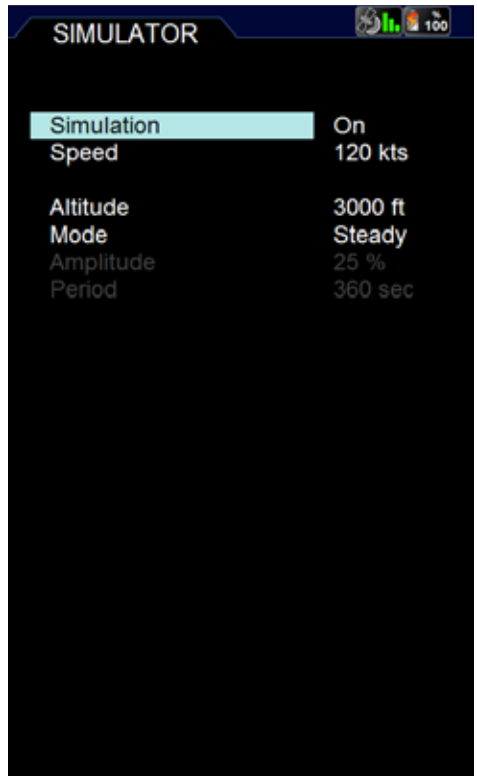 SIMULATOR
%
100
Simulation On
Speed 120 kts
Altitude 3000 ft
Mode Steady
Amplitude 25 %
Period 360 sec